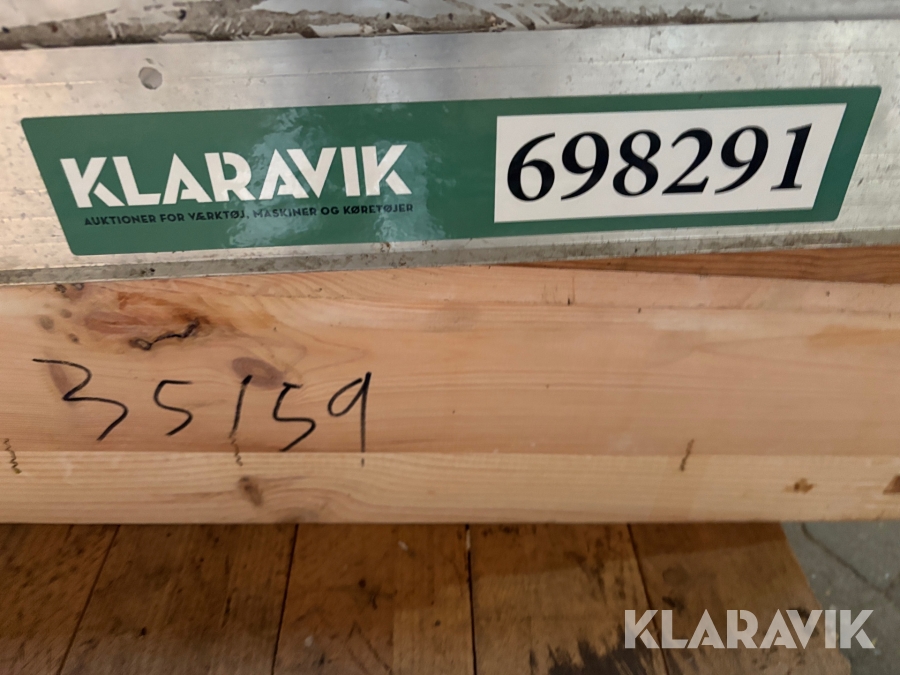 KLARAVIK
AUKTIONER FOR VÆRKTØJ, MASKINER OG KØRETØJER
698291
35159
KLARAVIK